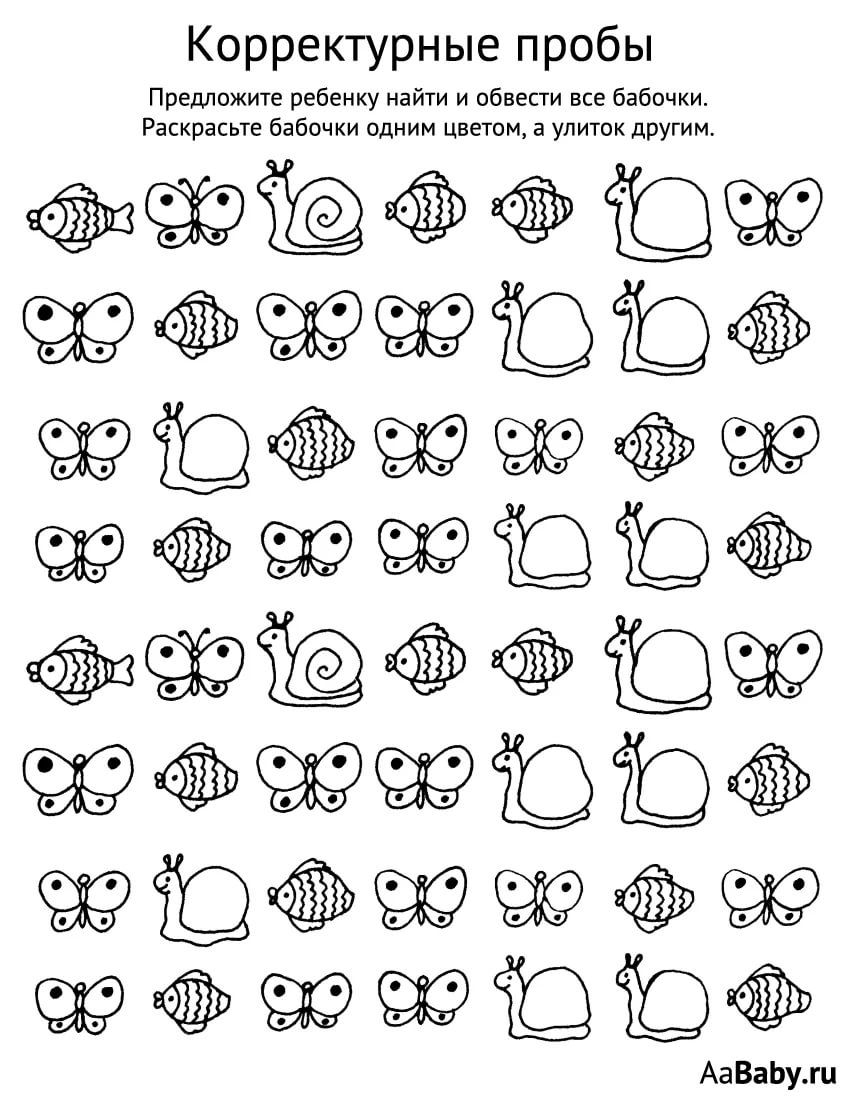 Корректурные пробы
Предложите ребенку найти и обвести все бабочки.
Раскрасьте бабочки одним цветом, а улиток другим.
AaBaby.ru